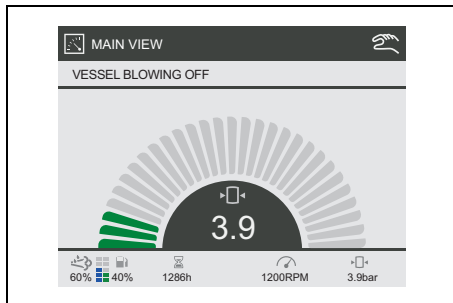 MAIN VIEW
VESSEL BLOWING OFF
3.9
60% 40% 1286h 1200RPM 3.9bar